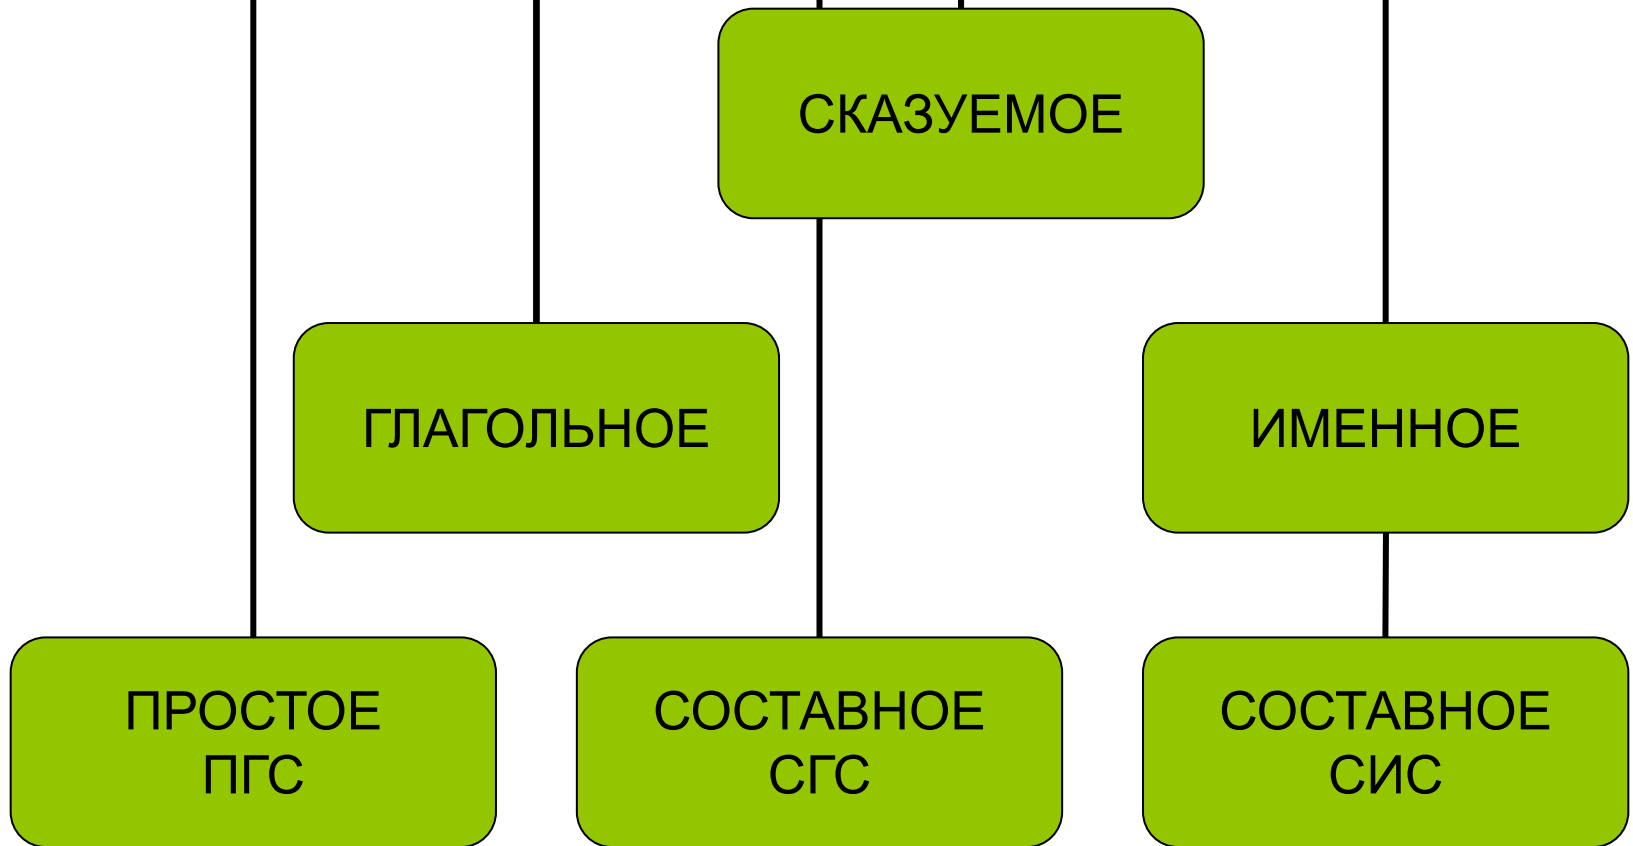 СКАЗУЕМОЕ
ГЛАГОЛЬНОЕ
ИМЕННОЕ
ПРОСТОЕ
ПГС
СОСТАВНОЕ
СГС
СОСТАВНОЕ
СИС